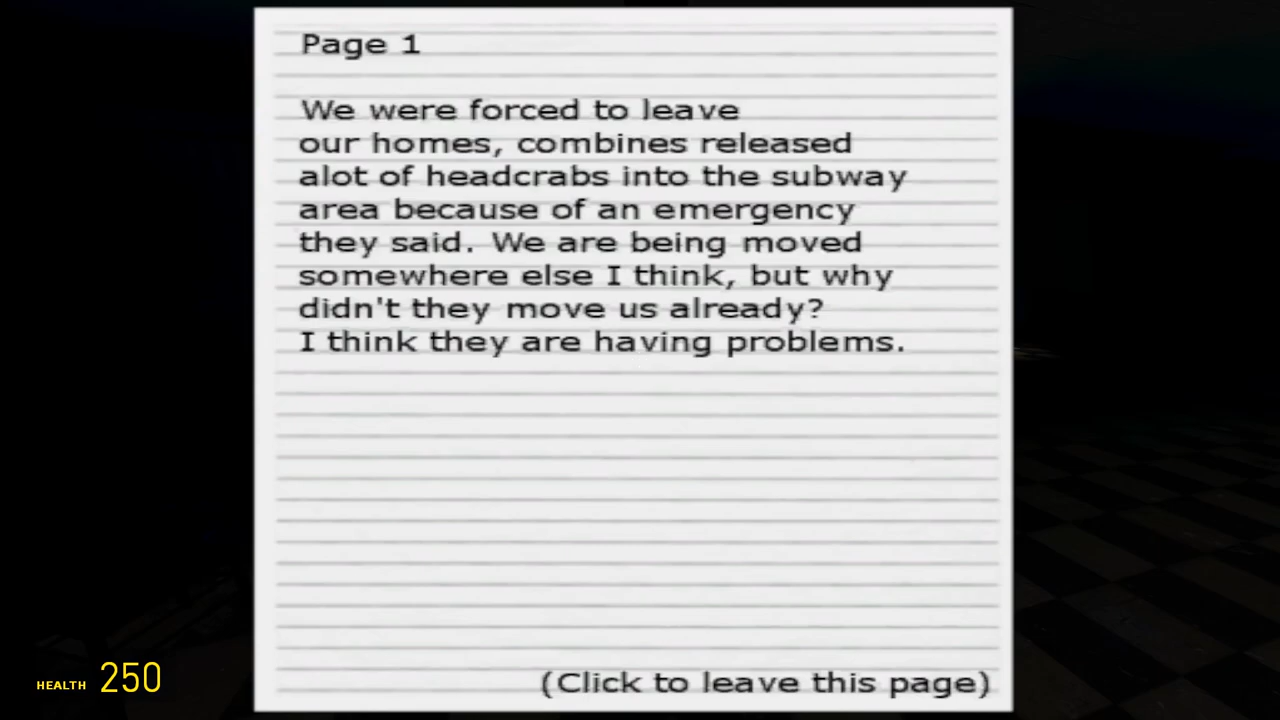 Page 1
We were forced to leave
our homes, combines released
alot of headcrabs into the subway
area because of an emergency
they said. We are being moved
somewhere else I think, but why
didn't they move us already?
I think they are having problems.
(Click to leave this page)
HEALTH 250